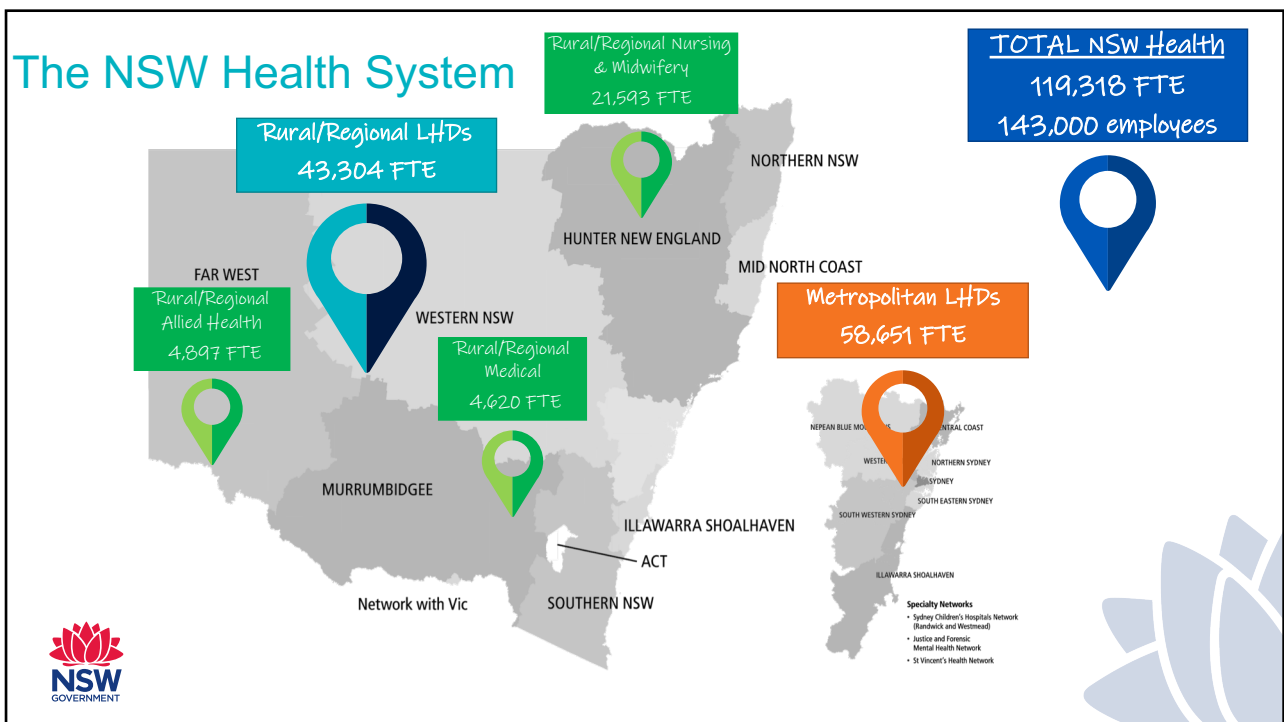 The NSW Health System
Rural/Regional Nursing
& Midwifery
21,593 FTE
TOTAL NSW Health
119,318 FTE
143,000 employees
Rural/Regional LHDs
43,304 FTE
NORTHERN NSW
HUNTER NEW ENGLAND
MID NORTH COAST
FAR WEST
Rural/Regional
Allied Health
4,897 FTE
WESTERN NSW
Rural/Regional
Medical
4,620 FTE
Metropolitan LHDs
58,651 FTE
MURRUMBIDGEE
ILLAWARRA SHOALHAVEN
ACT
Network with Vic
SOUTHERN NSW
NEPEAN BLUE
NORTHERN SYDNEY
SYDNEY
SOUTH EASTERN SYDNEY
SOUTH WESTERN SYDNEY
ILLAWARRA SHOALHAVEN
COAST
Specialty Networks
• Sydney Children's Hospitals Network
(Randwick and Westmead)
• Justice and Forensic
Mental Health Network
• St Vincent's Health Network
NSW
GOVERNMENT